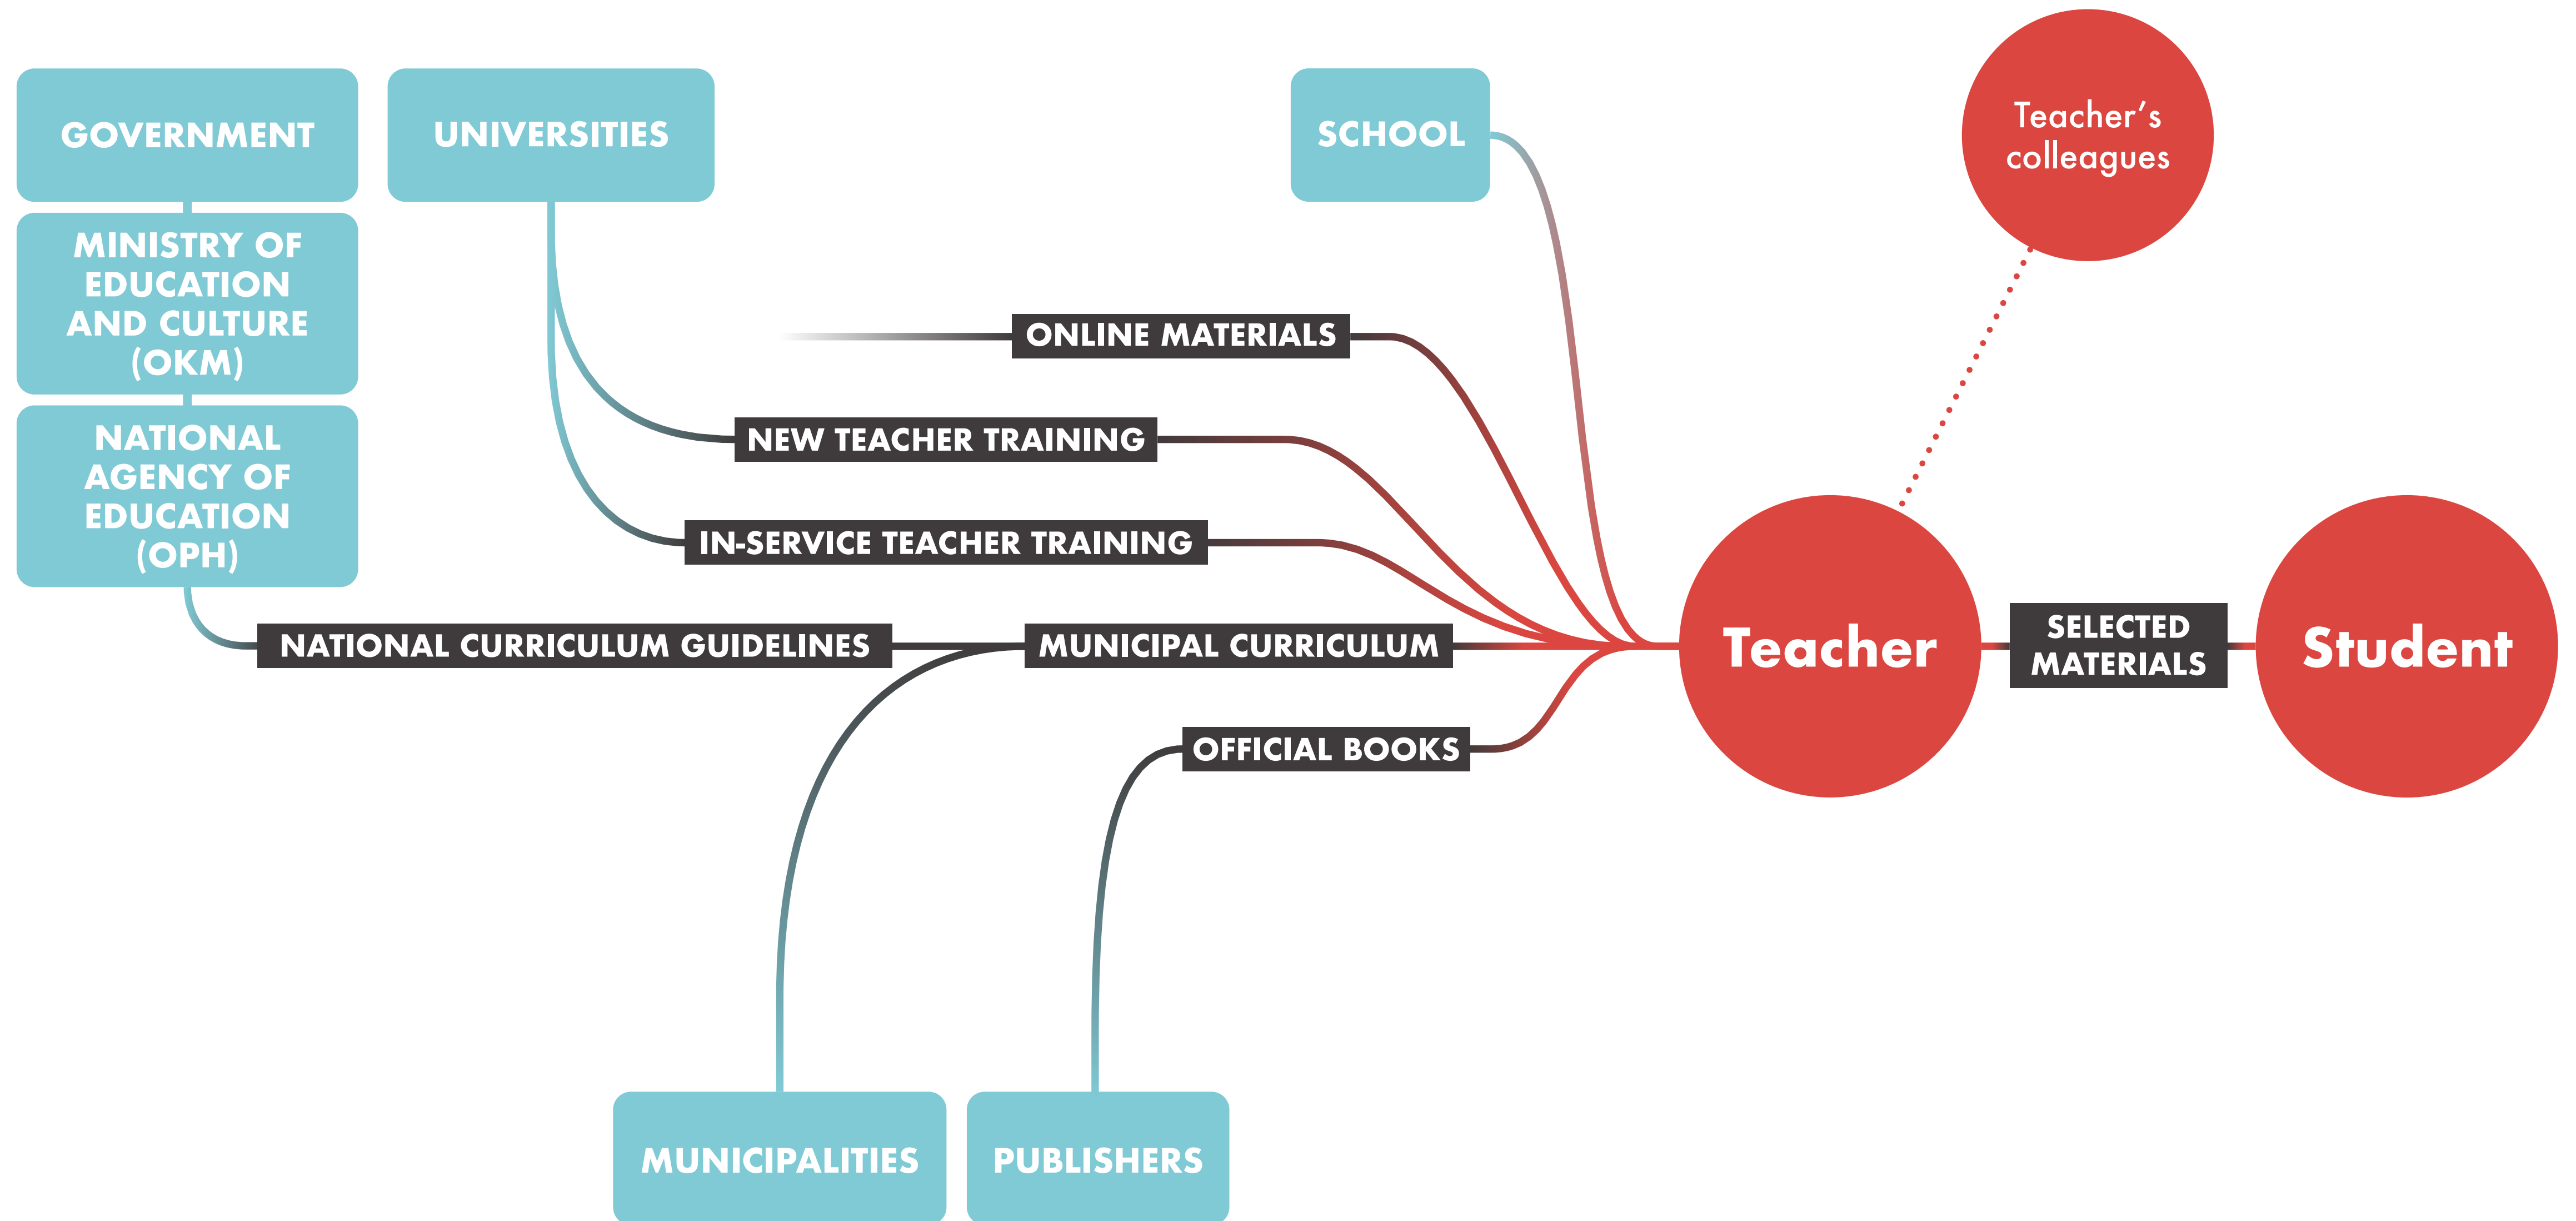 GOVERNMENT
UNIVERSITIES
SCHOOL
Teacher's
colleagues
MINISTRY OF
EDUCATION
AND CULTURE
(OKM)
ONLINE MATERIALS
NATIONAL
AGENCY OF
EDUCATION
(OPH)
NEW TEACHER TRAINING
IN-SERVICE TEACHER TRAINING
NATIONAL CURRICULUM GUIDELINES
MUNICIPAL CURRICULUM
Teacher
SELECTED
MATERIALS
Student
OFFICIAL BOOKS
MUNICIPALITIES
PUBLISHERS